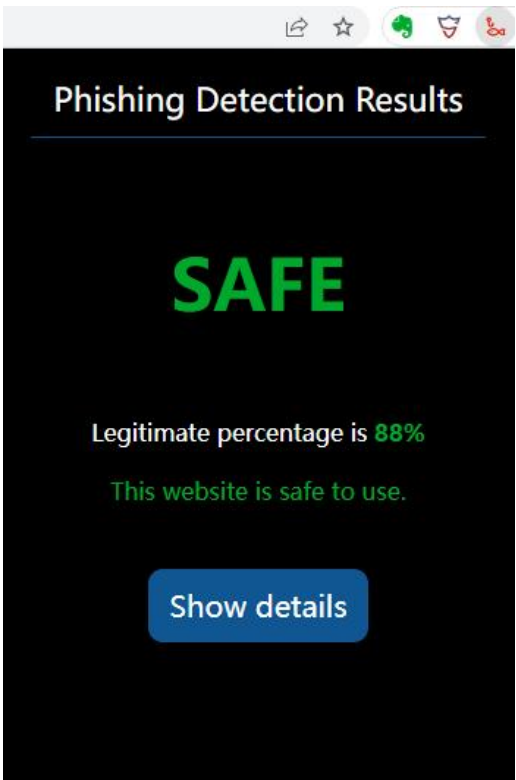 Phishing Detection Results
SAFE
Legitimate percentage is 88%
This website is safe to use.
Show details